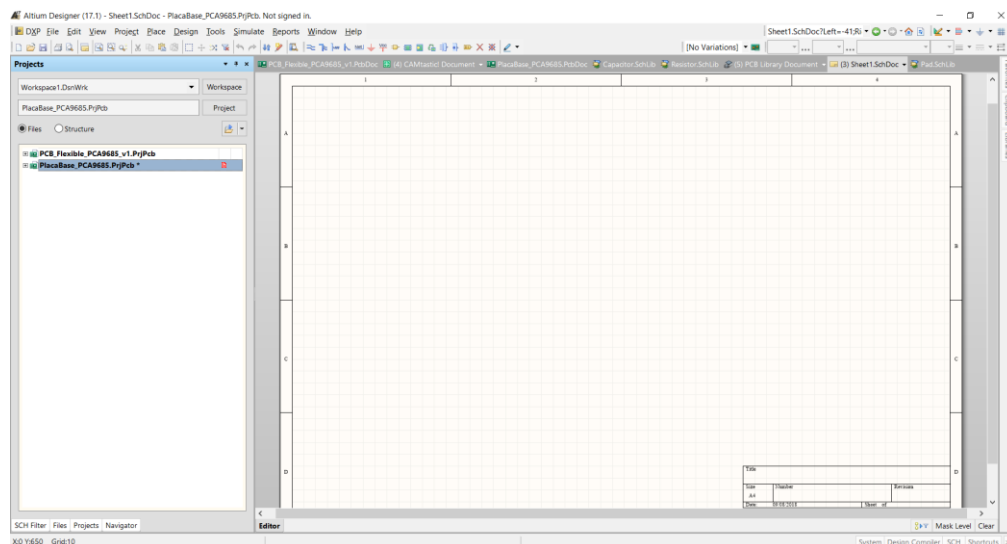 Altium Designer (17.1) - Sheet1.SchDoc - PlacaBase_PCA9685.PrjPcb. Not signed in.
DXP File Edit View Project Place Design Tools Simulate Reports Window Help
Sheet1.SchDoc?Left=-41;Ri
[No Variations]
Projects
PCB_Flexible_PCA9685_v1.PcbDoc (4) CAMtastic! Document PlacaBase_PCA9685.PcbDoc Capacitor.SchLib Resistor.SchLib (5) PCB Library Document (3) Sheet1.SchDoc Pad.SchLib
Workspace1.DsnWrk Workspace
PlacaBase_PCA9685.PrjPcb Project
Files Structure
PCB_Flexible_PCA9685_v1.PrjPcb
PlacaBase_PCA9685.PrjPcb *
1 2 3 4
A A
B B
C C
D D
Title
Size Number Revision
A4
Date: Sheet of
SCH Filter Files Projects Navigator
Editor
Mask Level Clear
X:0 Y:650 Grid:10
System Design Compiler SCH Shortcuts